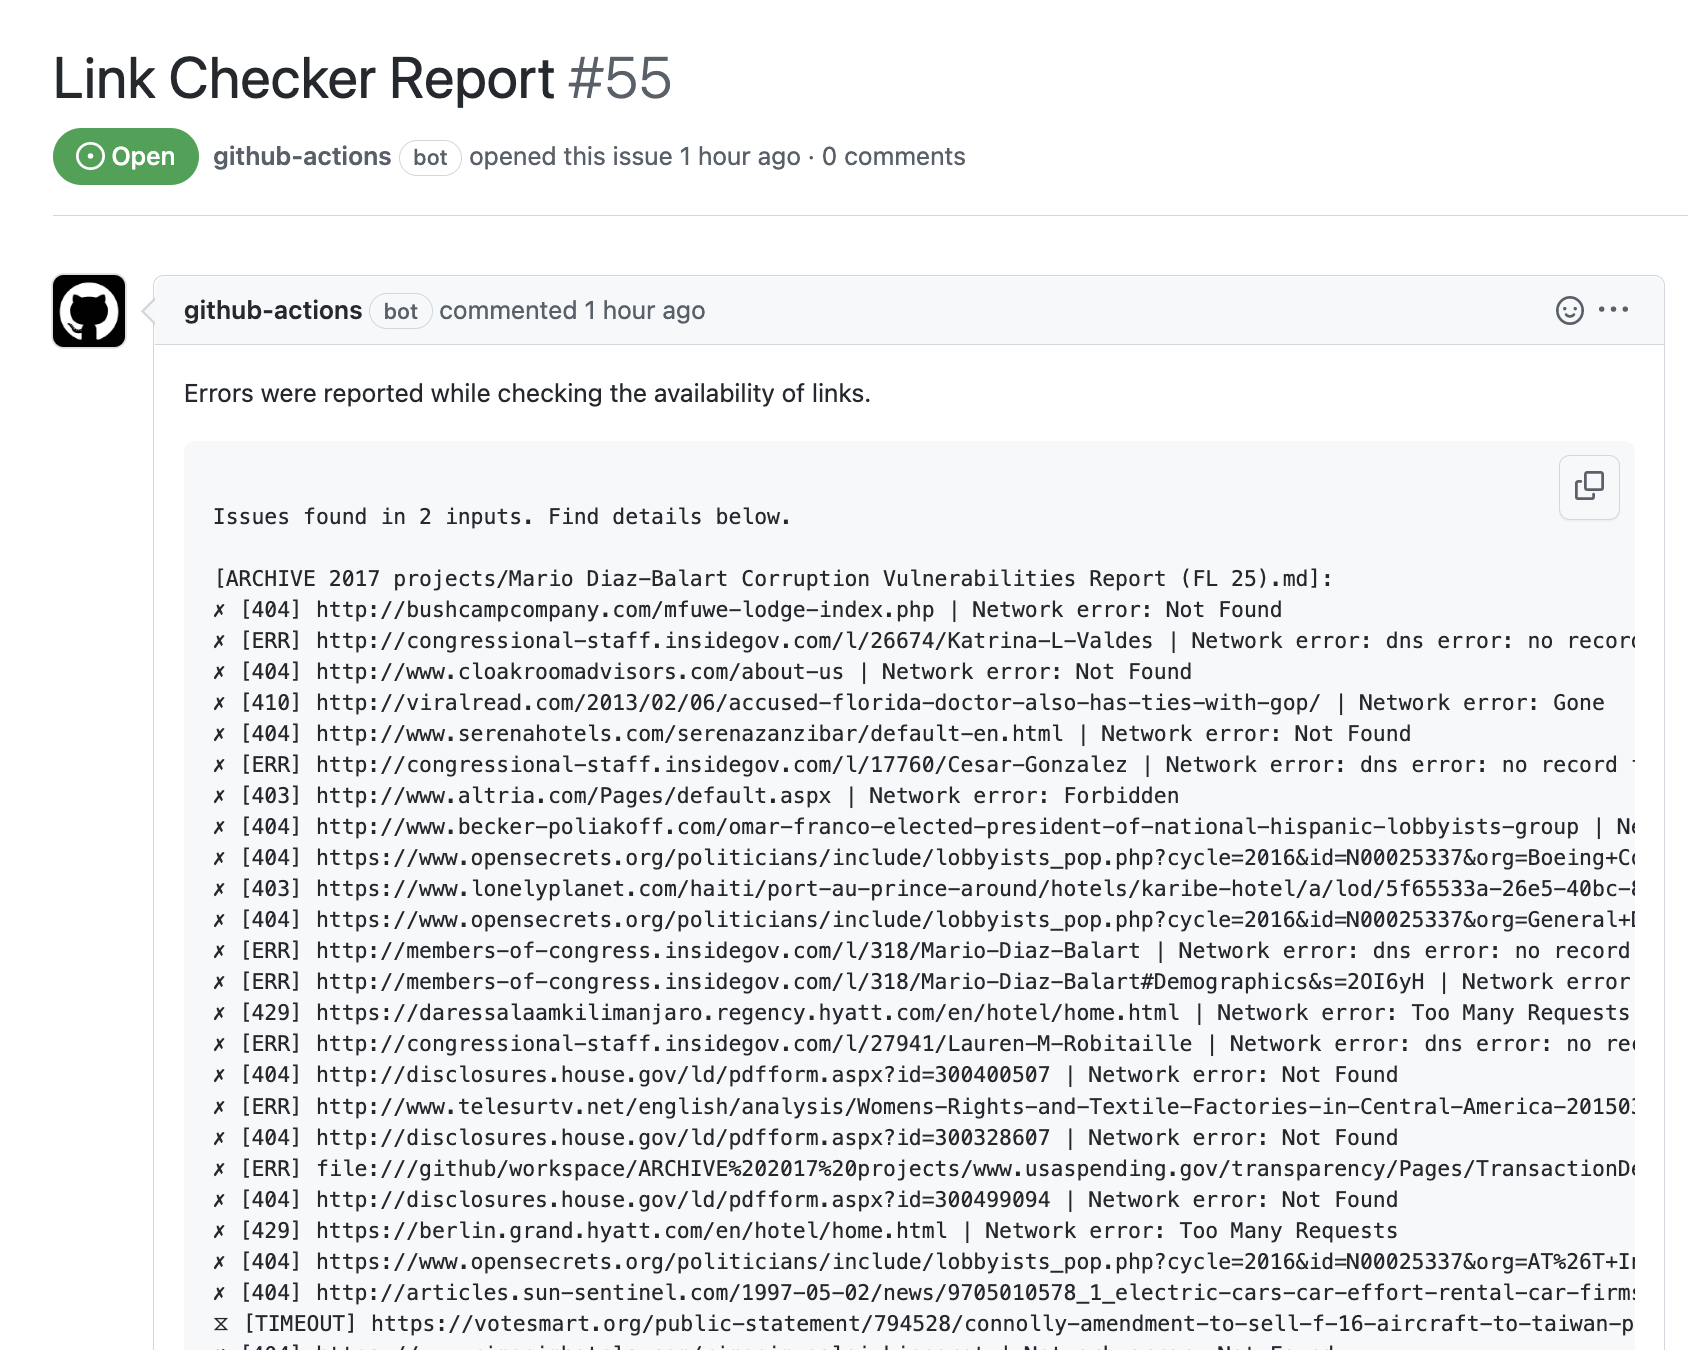 Link Checker Report #55
Open github-actions bot opened this issue 1 hour ago · 0 comments
github-actions bot commented 1 hour ago
Errors were reported while checking the availability of links.
Issues found in 2 inputs. Find details below.
[ARCHIVE 2017 projects/Mario Diaz-Balart Corruption Vulnerabilities Report (FL 25).md]:
✗ [404] http://bushcampcompany.com/mfuwe-lodge-index.php | Network error: Not Found
✗ [ERR] http://congressional-staff.insidegov.com/l/26674/Katrina-L-Valdes | Network error: dns error: no record
✗ [404] http://www.cloakroomadvisors.com/about-us | Network error: Not Found
✗ [410] http://viralread.com/2013/02/06/accused-florida-doctor-also-has-ties-with-gop/ | Network error: Gone
✗ [404] http://www.serenahotels.com/serenazanzibar/default-en.html | Network error: Not Found
✗ [ERR] http://congressional-staff.insidegov.com/l/17760/Cesar-Gonzalez | Network error: dns error: no record
✗ [403] http://www.altria.com/Pages/default.aspx | Network error: Forbidden
✗ [404] http://www.becker-poliakoff.com/omar-franco-elected-president-of-national-hispanic-lobbyists-group | Ne
✗ [404] https://www.opensecrets.org/politicians/include/lobbyists_pop.php?cycle=2016&id=N00025337&org=Boeing+Co
✗ [403] https://www.lonelyplanet.com/haiti/port-au-prince-around/hotels/karibe-hotel/a/lod/5f65533a-26e5-40bc-8
✗ [404] https://www.opensecrets.org/politicians/include/lobbyists_pop.php?cycle=2016&id=N00025337&org=General+D
✗ [ERR] http://members-of-congress.insidegov.com/l/318/Mario-Diaz-Balart | Network error: dns error: no record
✗ [ERR] http://members-of-congress.insidegov.com/l/318/Mario-Diaz-Balart#Demographics&s=2OI6yH | Network error
✗ [429] https://daressalaamkilimanjaro.regency.hyatt.com/en/hotel/home.html | Network error: Too Many Requests
✗ [ERR] http://congressional-staff.insidegov.com/l/27941/Lauren-M-Robitaille | Network error: dns error: no rec
✗ [404] http://disclosures.house.gov/ld/pdfform.aspx?id=300400507 | Network error: Not Found
✗ [ERR] http://www.telesurtv.net/english/analysis/Womens-Rights-and-Textile-Factories-in-Central-America-201503
✗ [404] http://disclosures.house.gov/ld/pdfform.aspx?id=300328607 | Network error: Not Found
✗ [ERR] file:///github/workspace/ARCHIVE%202017%20projects/www.usaspending.gov/transparency/Pages/TransactionDe
✗ [404] http://disclosures.house.gov/ld/pdfform.aspx?id=300499094 | Network error: Not Found
✗ [429] https://berlin.grand.hyatt.com/en/hotel/home.html | Network error: Too Many Requests
✗ [404] https://www.opensecrets.org/politicians/include/lobbyists_pop.php?cycle=2016&id=N00025337&org=AT%26T+In
✗ [404] http://articles.sun-sentinel.com/1997-05-02/news/9705010578_1_electric-cars-car-effort-rental-car-firms
⧖ [TIMEOUT] https://votesmart.org/public-statement/794528/connolly-amendment-to-sell-f-16-aircraft-to-taiwan-p